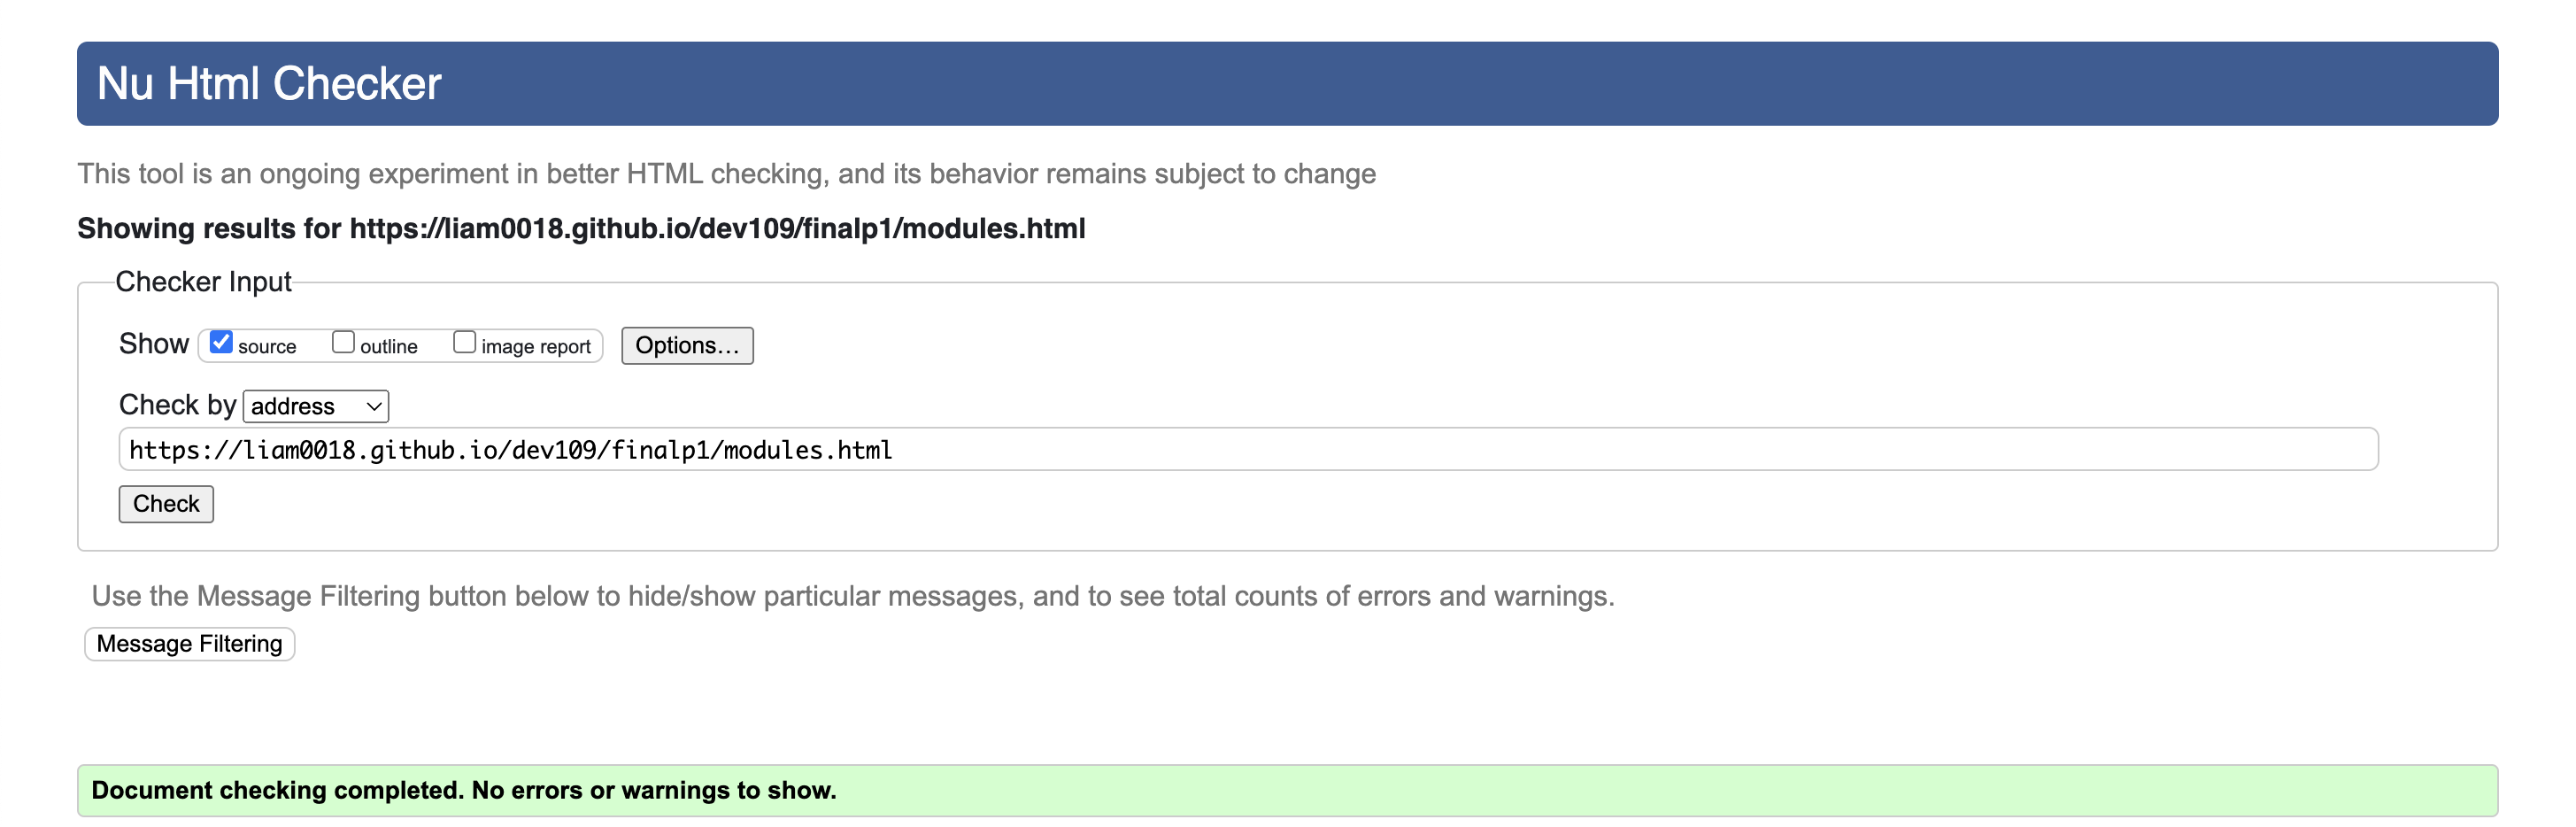 Nu Html Checker
This tool is an ongoing experiment in better HTML checking, and its behavior remains subject to change
Showing results for https://liam0018.github.io/dev109/finalp1/modules.html
Checker Input
Show source outline image report Options...
Check by address
https://liam0018.github.io/dev109/finalp1/modules.html
Check
Use the Message Filtering button below to hide/show particular messages, and to see total counts of errors and warnings.
Message Filtering
Document checking completed. No errors or warnings to show.